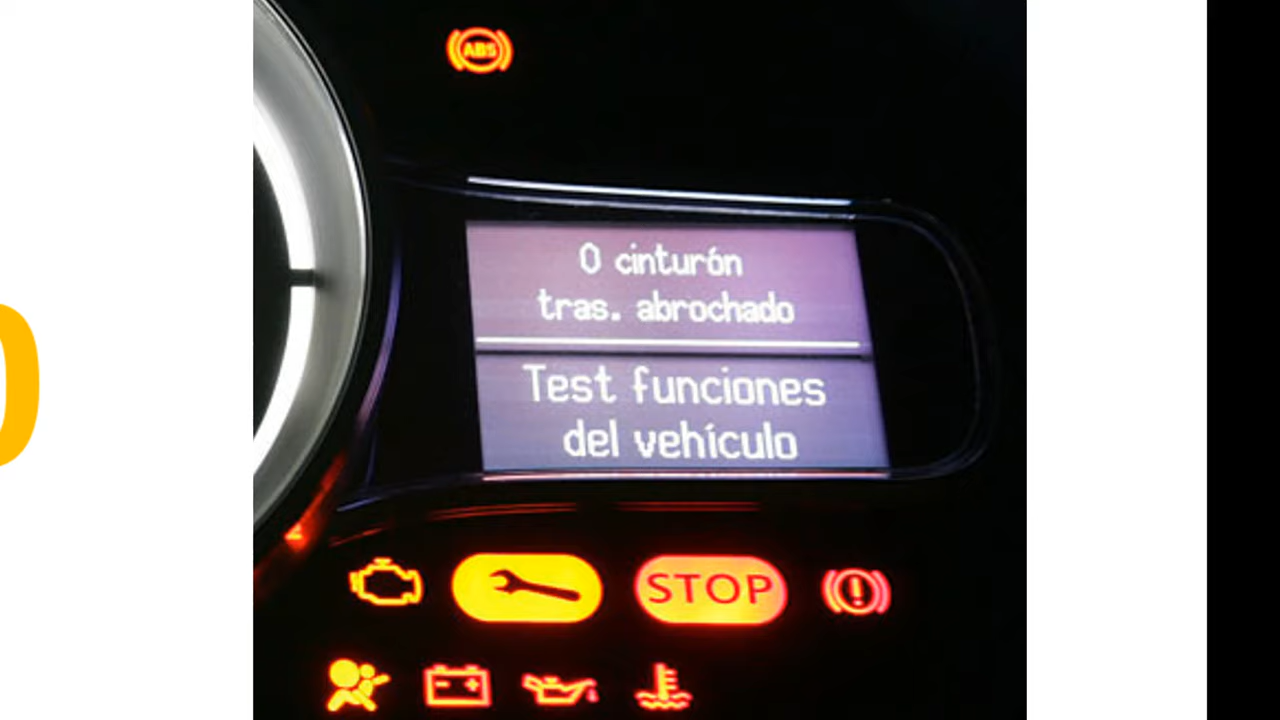 ABS
0 cinturón
tras. abrochado
Test funciones
del vehículo
STOP